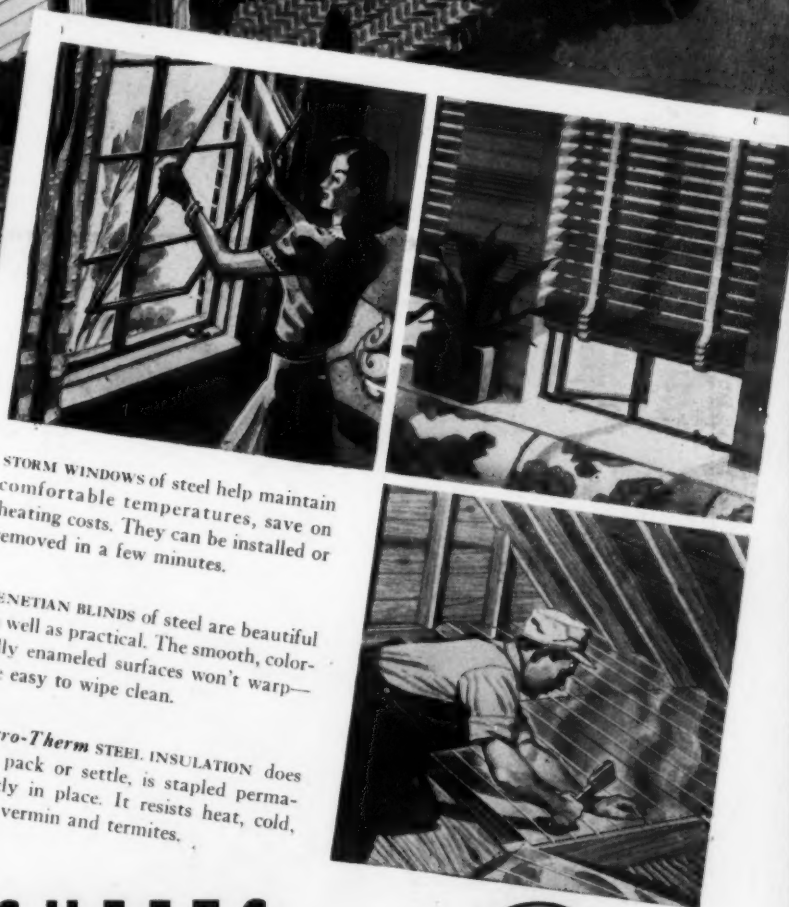 STORM WINDOWS of steel help maintain
comfortable temperatures, save on
heating costs. They can be installed or
removed in a few minutes.
ENETIAN BLINDS of steel are beautiful
well as practical. The smooth, color-
lly enameled surfaces won't warp—
easy to wipe clean.
ro-Therm STEEL INSULATION does
pack or settle, is stapled perma-
ly in place. It resists heat, cold,
vermin and termites.